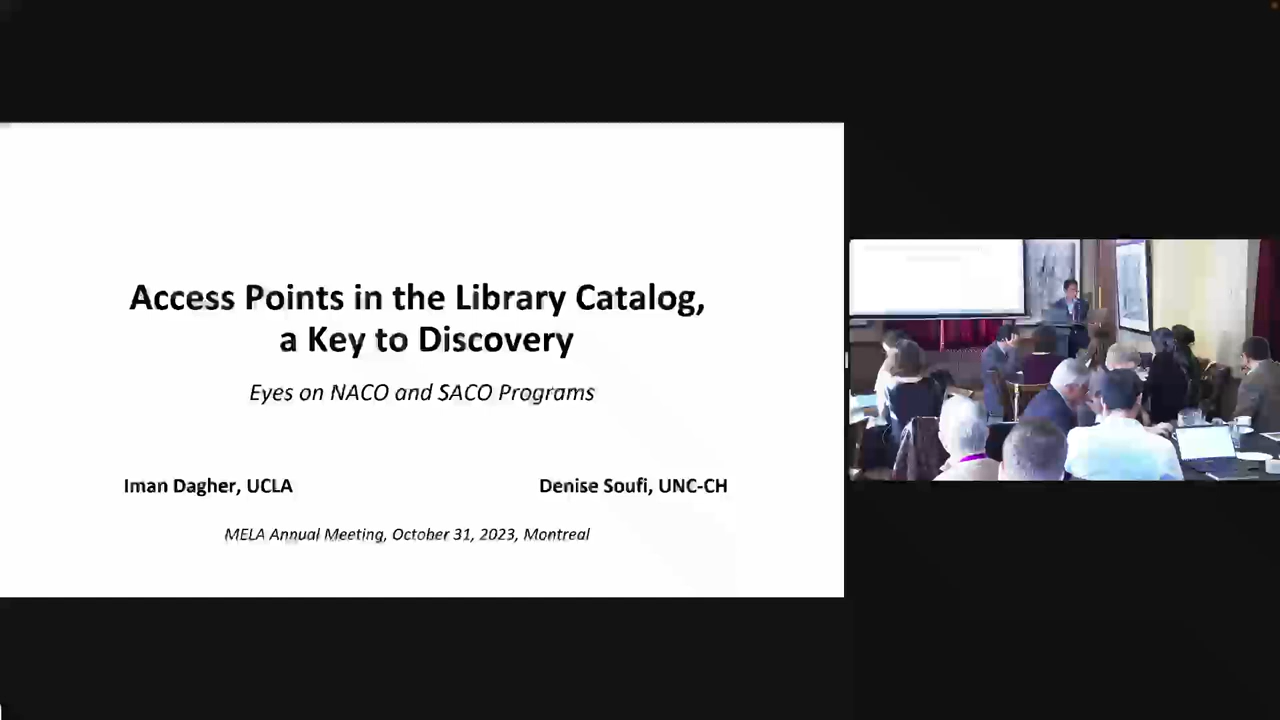 Access Points in the Library Catalog,
a Key to Discovery
Eyes on NACO and SACO Programs
Iman Dagher, UCLA
Denise Soufi, UNC-CH
MELA Annual Meeting, October 31, 2023, Montreal